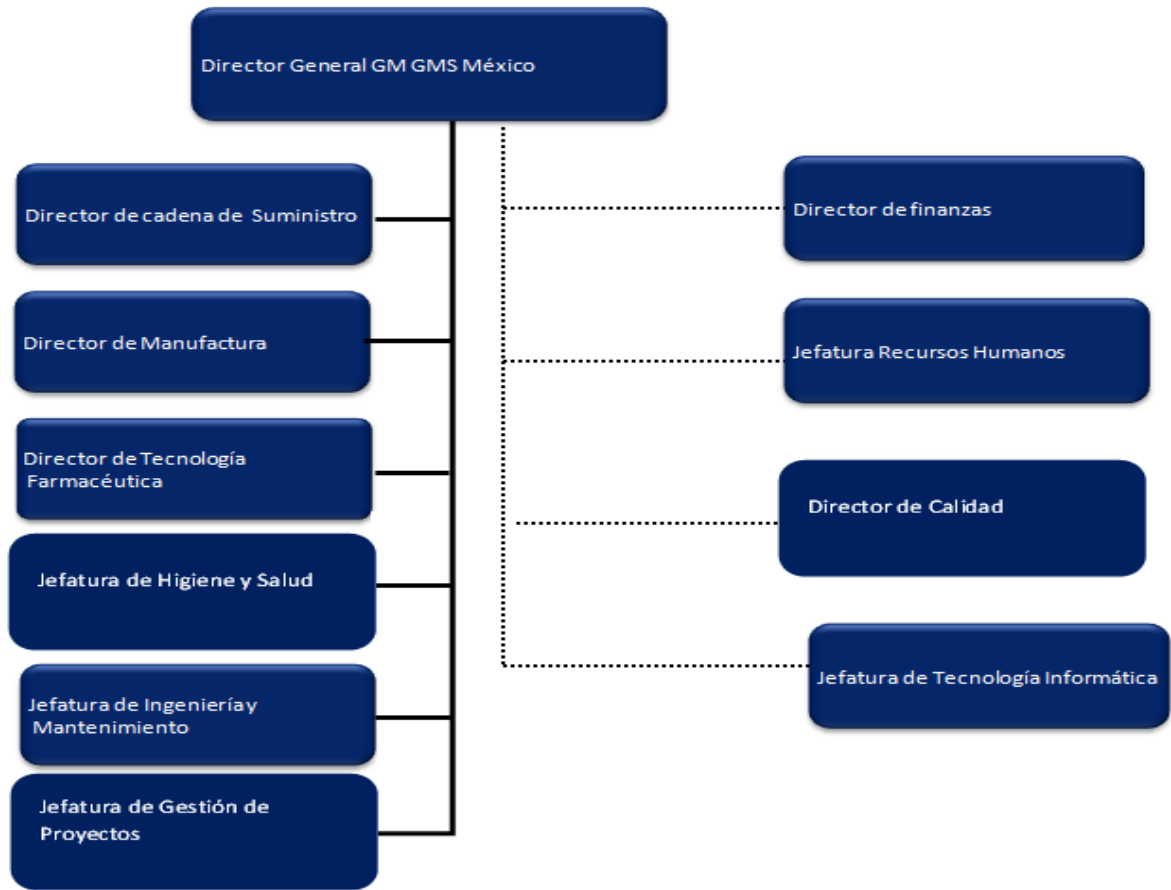 Director General GM GMS México
Director de cadena de Suministro
Director de Manufactura
Director de Tecnología
Farmacéutica
Jefatura de Higiene y Salud
Jefatura de Ingeniería y
Mantenimiento
Jefatura de Gestión de
Proyectos
Director de finanzas
Jefatura Recursos Humanos
Director de Calidad
Jefatura de Tecnología Informática